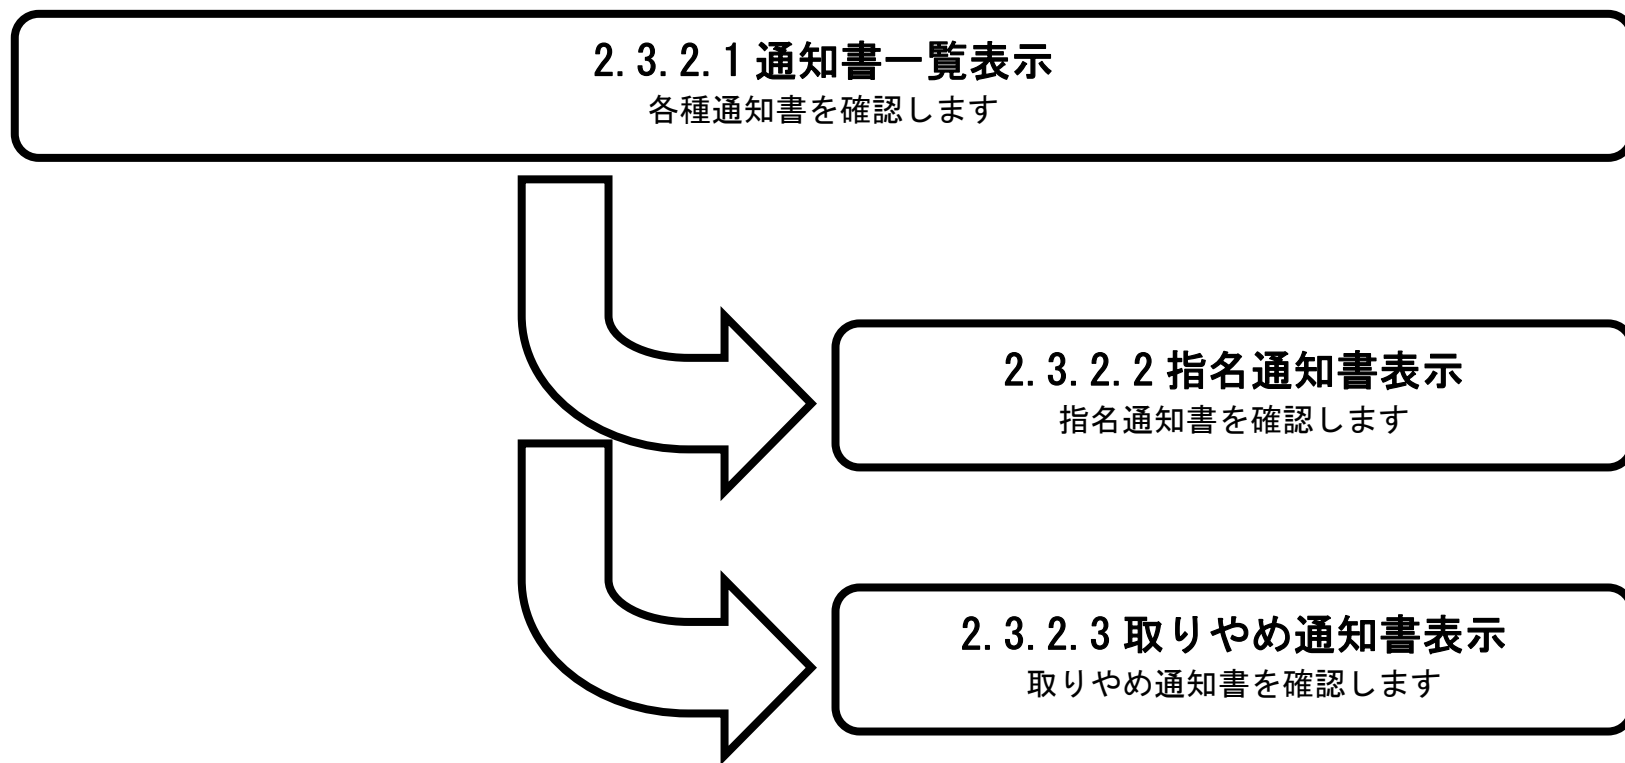 2.3.2.1 通知書一覧表示
各種通知書を確認します
2.3.2.2 指名通知書表示
指名通知書を確認します
2.3.2.3 取りやめ通知書表示
取りやめ通知書を確認します